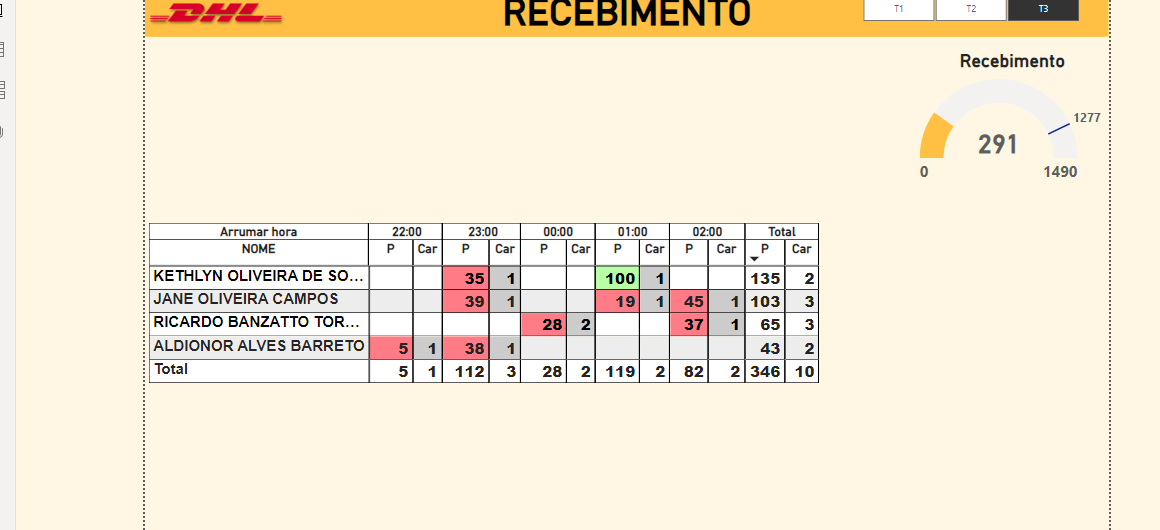 DHL
RECEBIMENTO
T1 T2 T3
Recebimento
1277
291
0 1490
Arrumar hora 22:00 23:00 00:00 01:00 02:00 Total
NOME P Car P Car P Car P Car P Car P Car
KETHLYN OLIVEIRA DE SO... 35 1 100 1 135 2
JANE OLIVEIRA CAMPOS 39 1 19 1 45 1 103 3
RICARDO BANZATTO TOR... 28 2 37 1 65 3
ALDIONOR ALVES BARRETO 5 1 38 1 43 2
Total 5 1 112 3 28 2 119 2 82 2 346 10